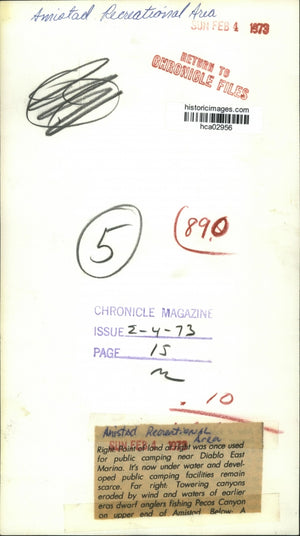 Amistad Recreational Area
SUN FEB 4 1973
RETURN TO
CHRONICLE FILES
historicimages.com
hca02956
5
890
CHRONICLE MAGAZINE
ISSUE 2-4-73
PAGE 15
.10
Amistad Recreational
Area
SUN FEB 4 1973
Right: Point of land at right was once used
for public camping near Diablo East
Marina. It's now under water and devel-
oped public camping facilities remain
scarce. Far right: Towering canyons
eroded by wind and waters of earlier
eras dwarf anglers fishing Pecos Canyon
on upper end of Amistad. Below: A